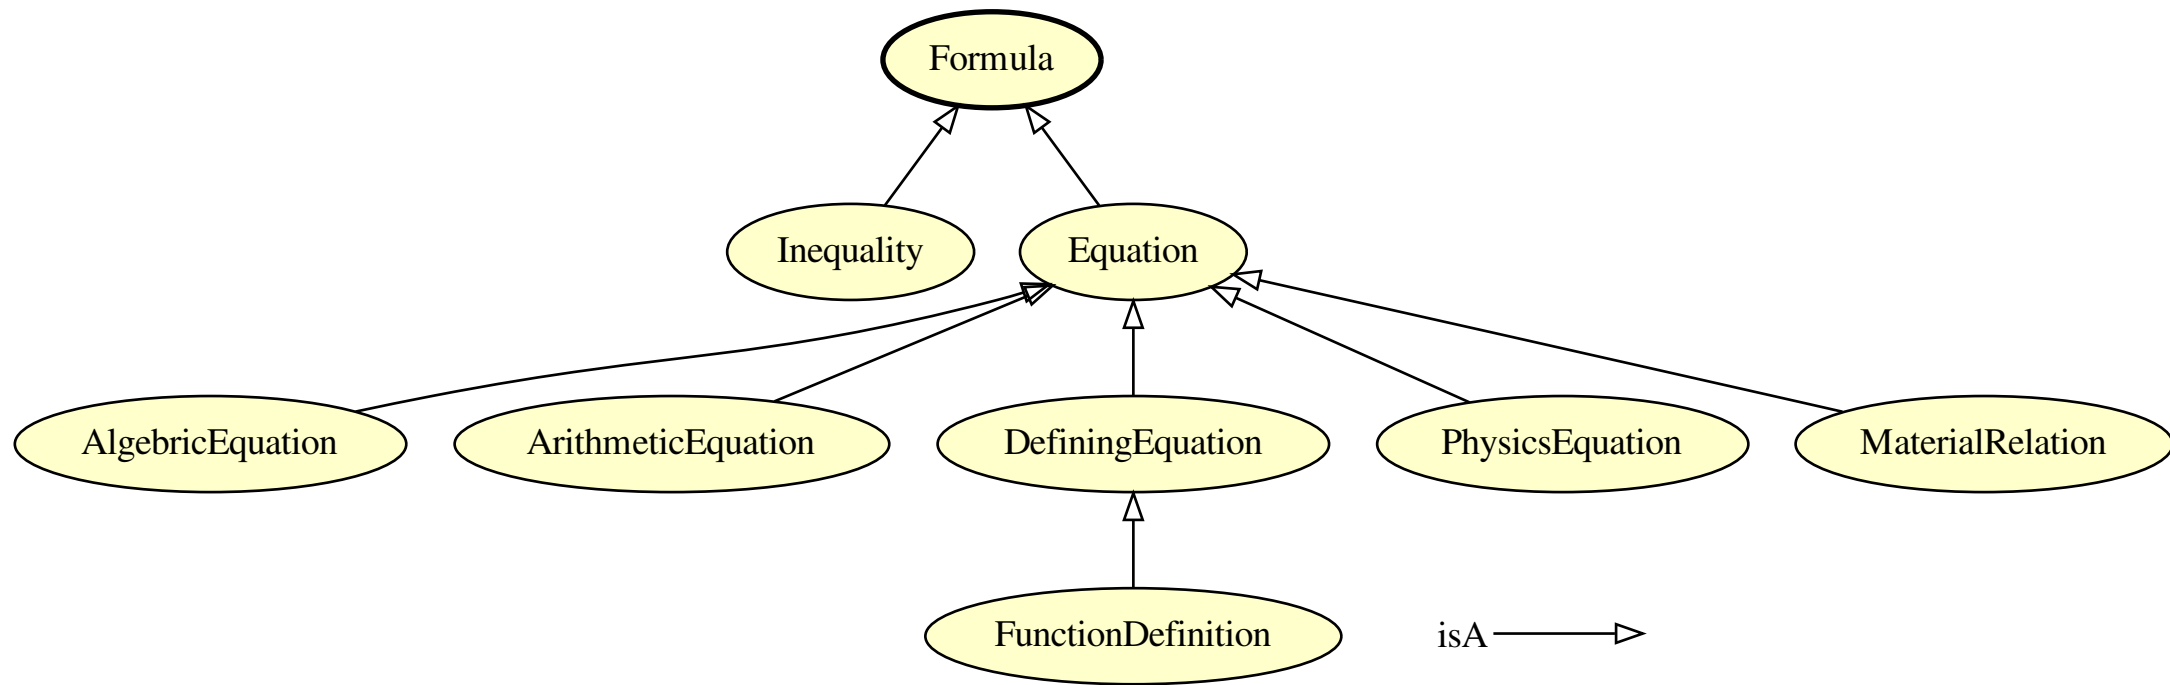 Formula
Inequality
Equation
AlgebricEquation
ArithmeticEquation
DefiningEquation
PhysicsEquation
MaterialRelation
FunctionDefinition
isA